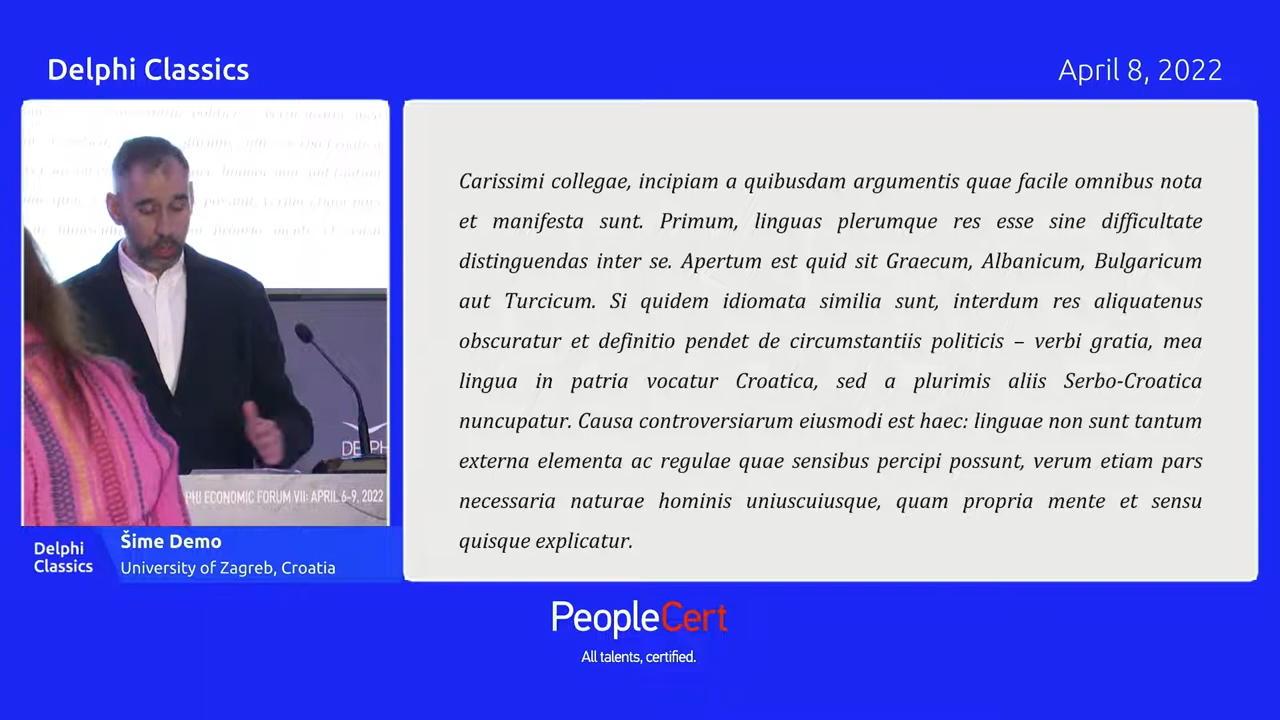 Delphi Classics
April 8, 2022
Carissimi collegae, incipiam a quibusdam argumentis quae facile omnibus nota
et manifesta sunt. Primum, linguas plerumque res esse sine difficultate
distinguendas inter se. Apertum est quid sit Graecum, Albanicum, Bulgaricum
aut Turcicum. Si quidem idiomata similia sunt, interdum res aliquatenus
obscuratur et definitio pendet de circumstantiis politicis – verbi gratia, mea
lingua in patria vocatur Croatica, sed a plurimis aliis Serbo-Croatica
nuncupatur. Causa controversiarum eiusmodi est haec: linguae non sunt tantum
externa elementa ac regulae quae sensibus percipi possunt, verum etiam pars
necessaria naturae hominis uniuscuiusque, quam propria mente et sensu
quisque explicatur.
PHI ECONOMIC FORUM VII: APRIL 6-9, 2022
Delphi
Classics
Šime Demo
University of Zagreb, Croatia
PeopleCert
All talents, certified.